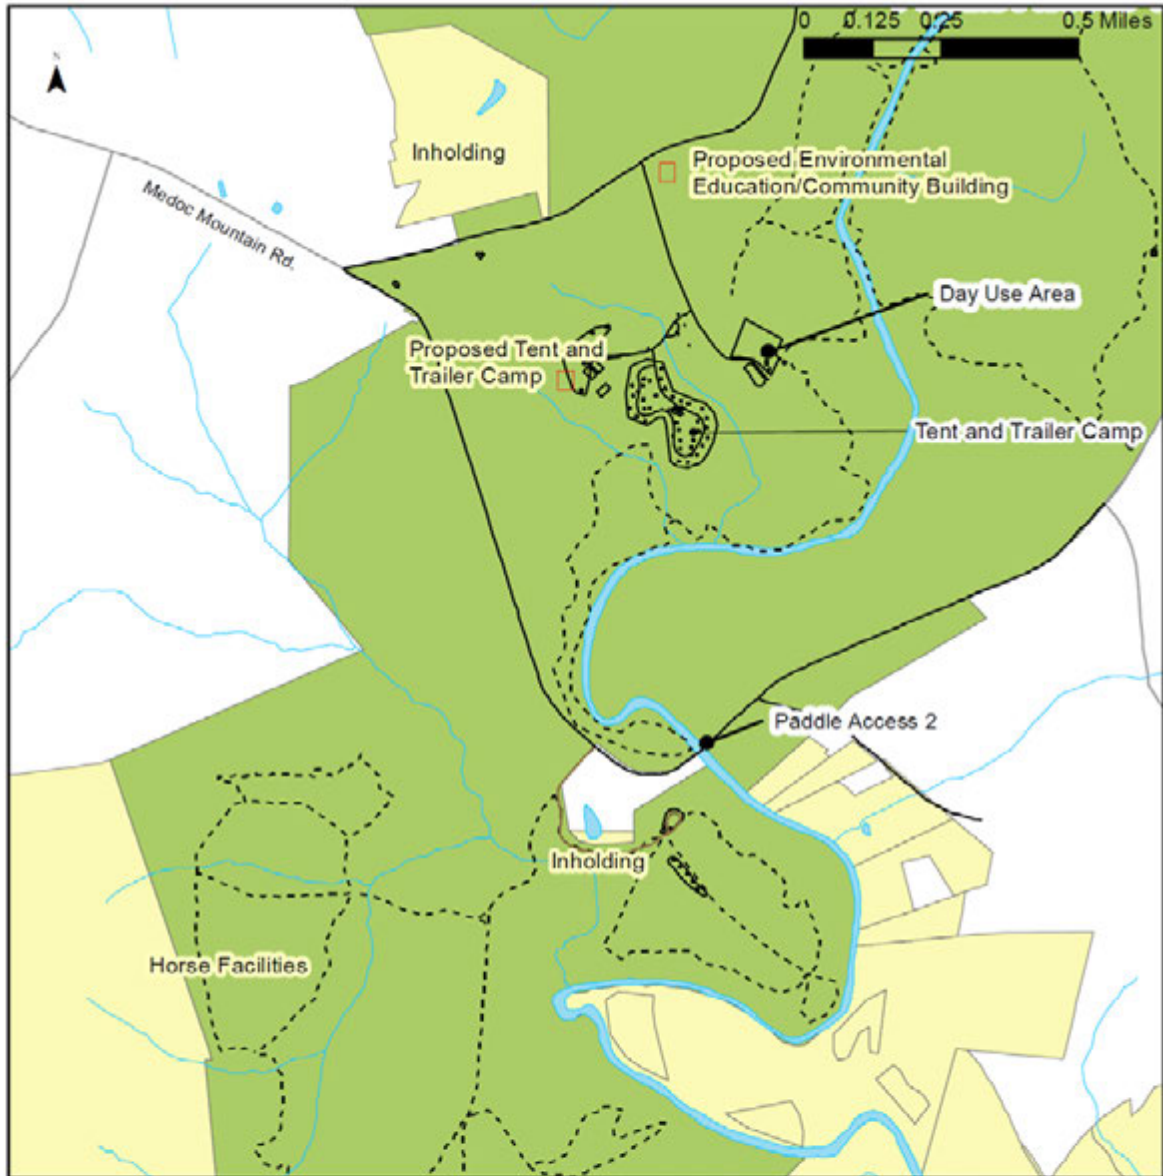 0 0.125 0.25 0.5 Miles
N
Inholding
Proposed Environmental
Education/Community Building
Medoc Mountain Rd.
Day Use Area
Proposed Tent and
Trailer Camp
Tent and Trailer Camp
Paddle Access 2
Inholding
Horse Facilities